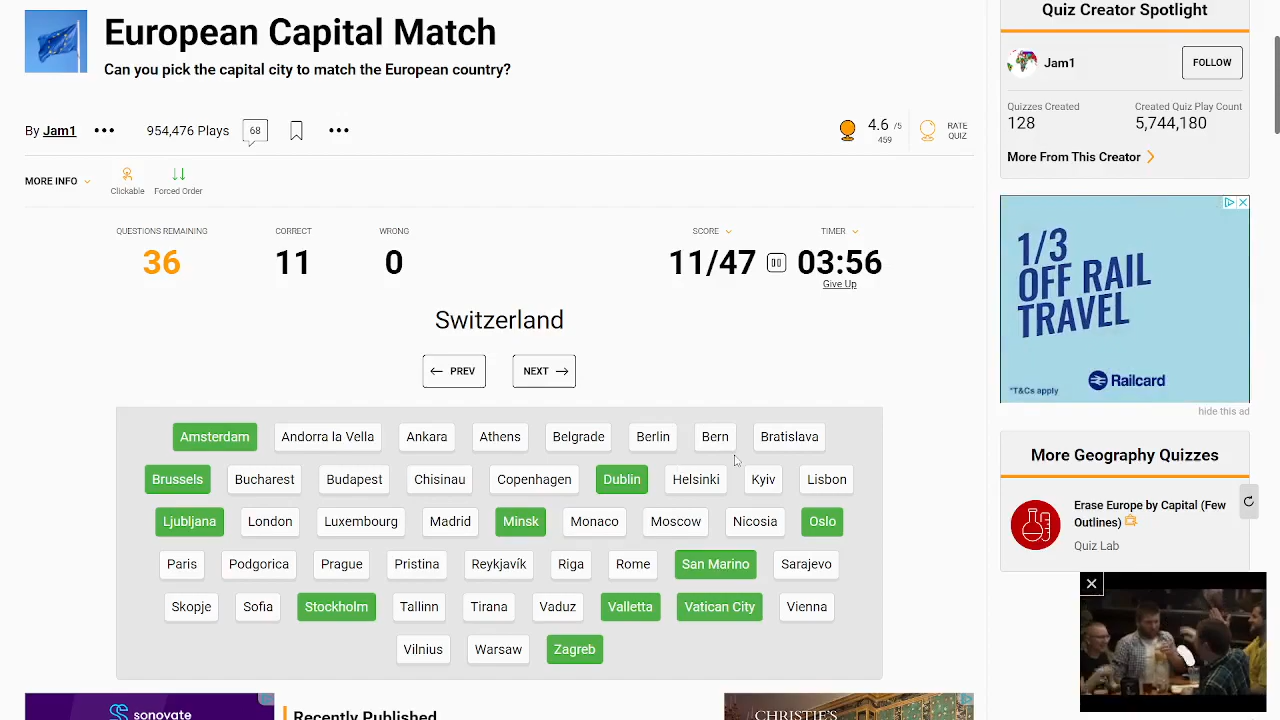 European Capital Match
Can you pick the capital city to match the European country?
By Jam1
954,476 Plays
68
4.6 /5
459
RATE
QUIZ
MORE INFO
Clickable
Forced Order
QUESTIONS REMAINING
36
CORRECT
11
WRONG
0
SCORE
11/47
TIMER
03:56
Give Up
Switzerland
PREV
NEXT
Amsterdam Andorra la Vella Ankara Athens Belgrade Berlin Bern Bratislava
Brussels Bucharest Budapest Chisinau Copenhagen Dublin Helsinki Kyiv Lisbon
Ljubljana London Luxembourg Madrid Minsk Monaco Moscow Nicosia Oslo
Paris Podgorica Prague Pristina Reykjavík Riga Rome San Marino Sarajevo
Skopje Sofia Stockholm Tallinn Tirana Vaduz Valletta Vatican City Vienna
Vilnius Warsaw Zagreb
sonovate
Recently Published
CHRISTIE'S
Quiz Creator Spotlight
Jam1
FOLLOW
Quizzes Created
128
Created Quiz Play Count
5,744,180
More From This Creator
1/3
OFF RAIL
TRAVEL
*T&Cs apply
Railcard
hide this ad
More Geography Quizzes
Erase Europe by Capital (Few
Outlines)
Quiz Lab